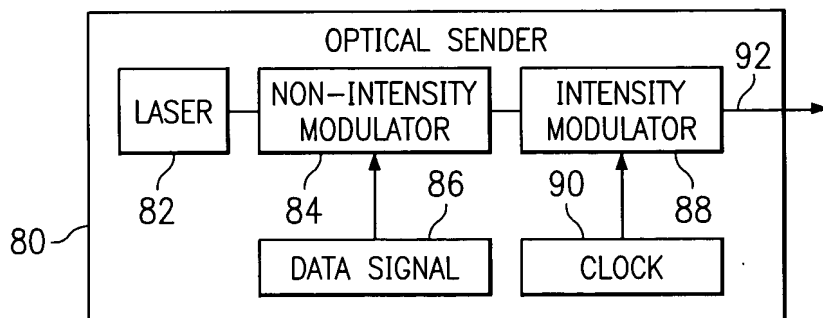 OPTICAL SENDER
LASER
NON-INTENSITY
MODULATOR
INTENSITY
MODULATOR
92
82
84
86
90
88
80
DATA SIGNAL
CLOCK